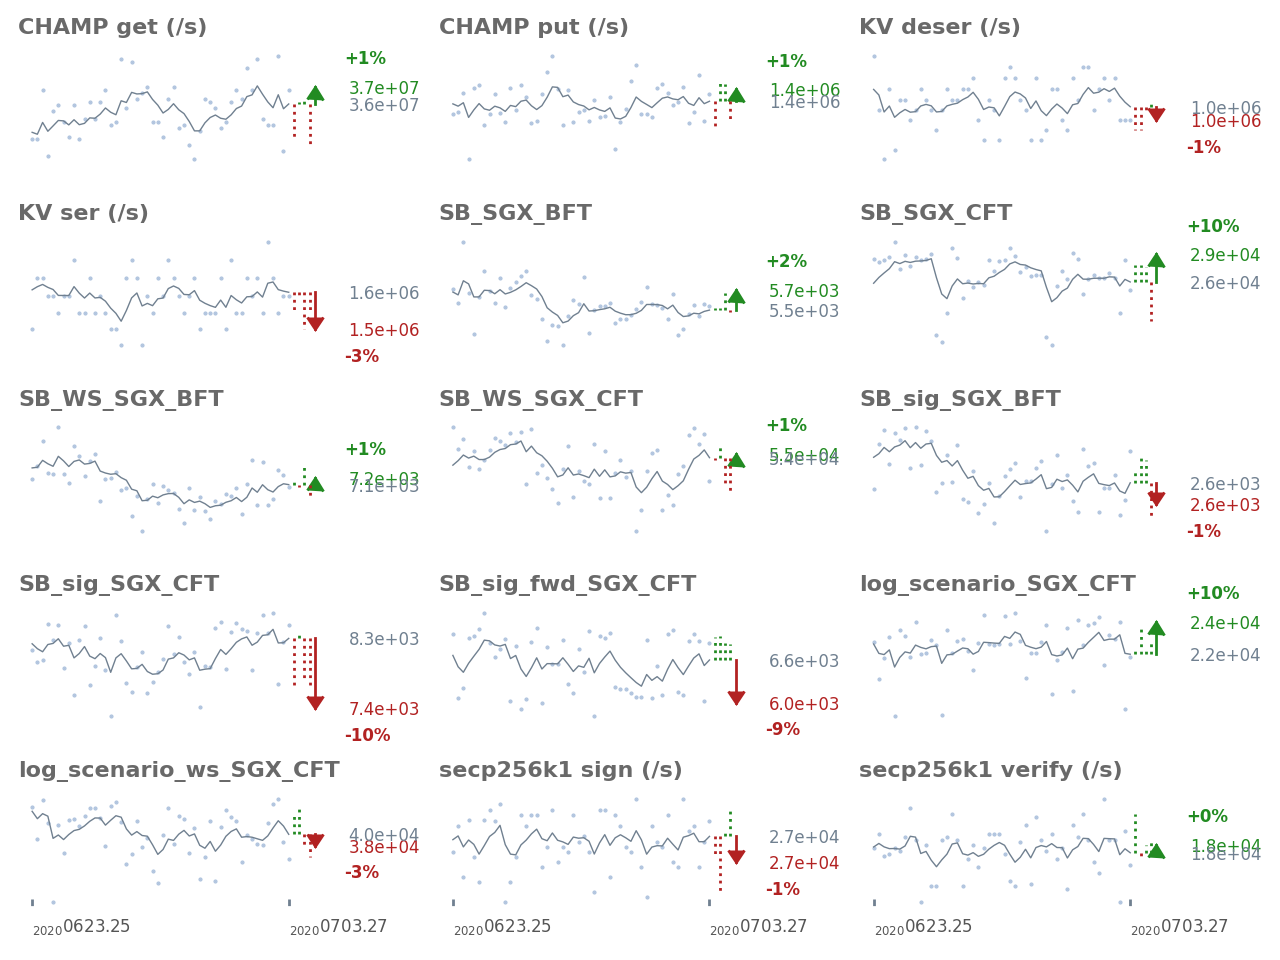 CHAMP get (/s)
+1%
3.7e+07
3.6e+07
CHAMP put (/s)
+1%
1.4e+06
1.4e+06
KV deser (/s)
1.0e+06
1.0e+06
-1%
KV ser (/s)
1.6e+06
1.5e+06
-3%
SB_SGX_BFT
+2%
5.7e+03
5.5e+03
SB_SGX_CFT
+10%
2.9e+04
2.6e+04
SB_WS_SGX_BFT
+1%
7.2e+03
7.1e+03
SB_WS_SGX_CFT
+1%
5.5e+04
5.4e+04
SB_sig_SGX_BFT
2.6e+03
2.6e+03
-1%
SB_sig_SGX_CFT
8.3e+03
7.4e+03
-10%
SB_sig_fwd_SGX_CFT
6.6e+03
6.0e+03
-9%
log_scenario_SGX_CFT
+10%
2.4e+04
2.2e+04
log_scenario_ws_SGX_CFT
4.0e+04
3.8e+04
-3%
secp256k1 sign (/s)
2.7e+04
2.7e+04
-1%
secp256k1 verify (/s)
+0%
1.8e+04
1.8e+04
20200623.25
20200703.27
20200623.25
20200703.27
20200623.25
20200703.27